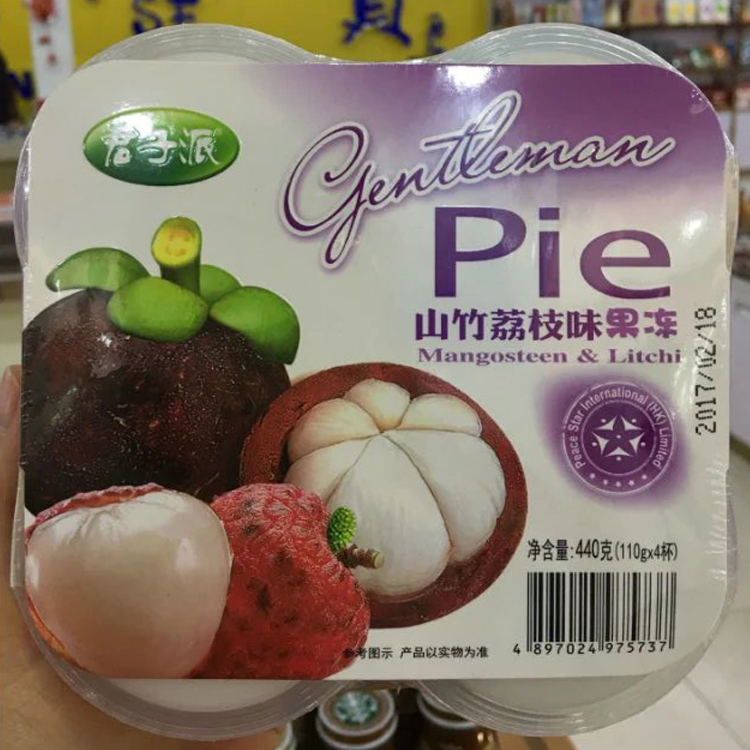 君子派
Gentleman
Pie
山竹荔枝味果冻
Mangosteen & Litchi
2017/02/18
Peace Star International (HK) Limited
净含量:440克(110gx4杯)
参考图示 产品以实物为准
4 897024 975737